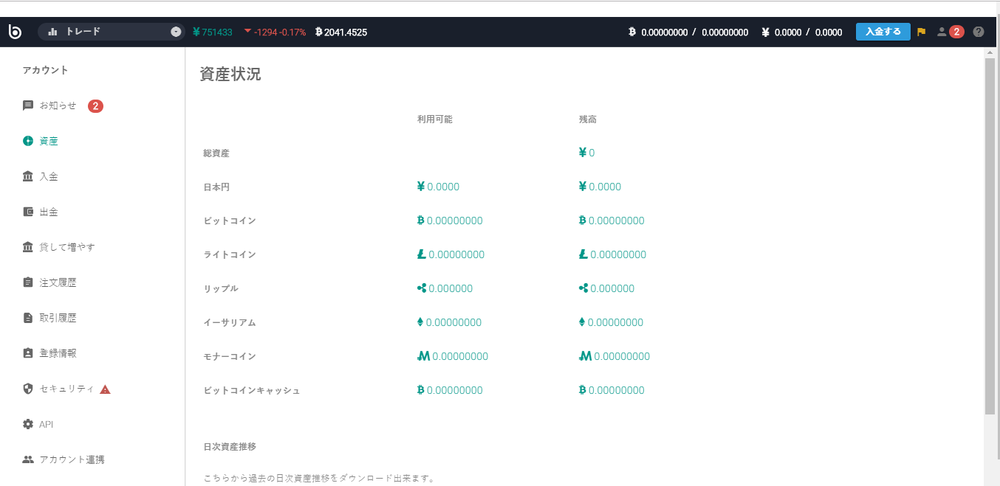 トレード ¥751433 -1294 -0.17% ₿2041.4525 ₿ 0.00000000 / 0.00000000 ¥ 0.0000 / 0.0000 入金する 2 ?
アカウント
お知らせ 2
資産
入金
出金
貸して増やす
注文履歴
取引履歴
登録情報
セキュリティ
API
アカウント連携
資産状況
利用可能 残高
総資産 ¥0
日本円 ¥0.0000 ¥0.0000
ビットコイン ₿0.00000000 ₿0.00000000
ライトコイン Ł0.00000000 Ł0.00000000
リップル 0.000000 0.000000
イーサリアム 0.00000000 0.00000000
モナーコイン M0.00000000 M0.00000000
ビットコインキャッシュ ₿0.00000000 ₿0.00000000
日次資産推移
こちらから過去の日次資産推移をダウンロード出来ます。